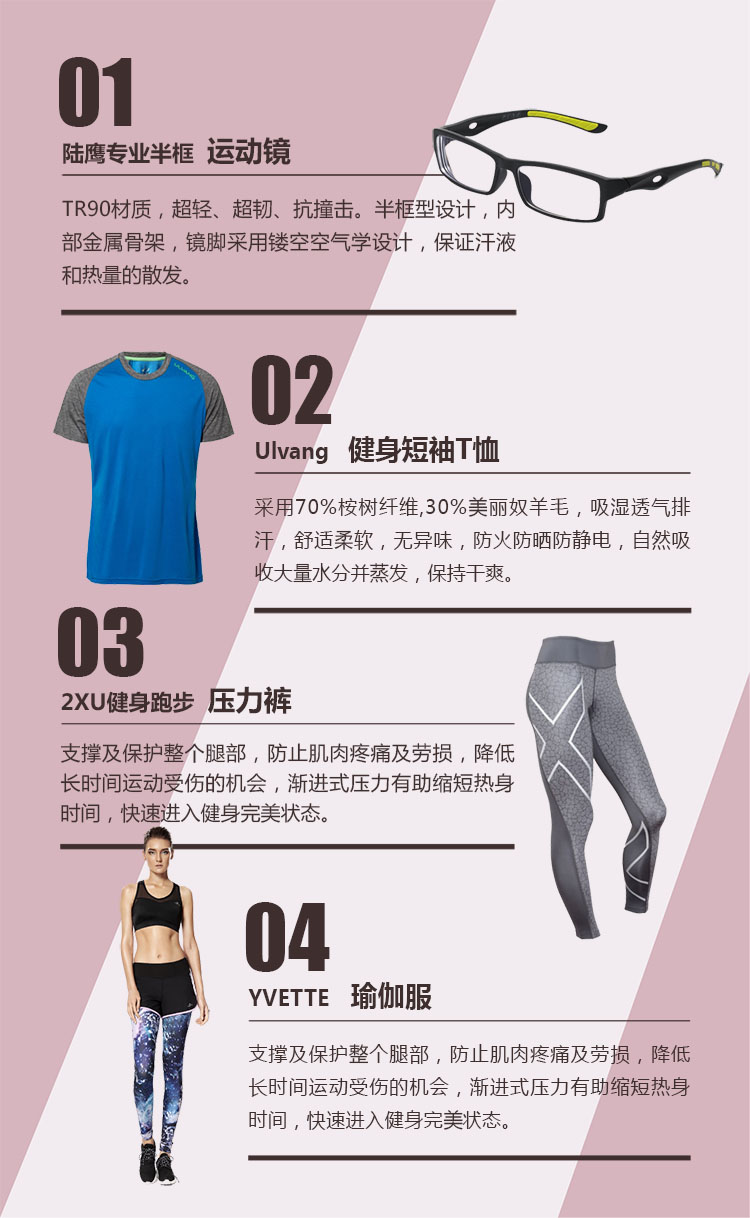 01
陆鹰专业半框 运动镜
TR90材质，超轻、超韧、抗撞击。半框型设计，内
部金属骨架，镜脚采用镂空空气学设计，保证汗液
和热量的散发。
ULVANG
02
Ulvang 健身短袖T恤
采用70%桉树纤维,30%美丽奴羊毛，吸湿透气排
汗，舒适柔软，无异味，防火防晒防静电，自然吸
收大量水分并蒸发，保持干爽。
03
2XU健身跑步 压力裤
支撑及保护整个腿部，防止肌肉疼痛及劳损，降低
长时间运动受伤的机会，渐进式压力有助缩短热身
时间，快速进入健身完美状态。
04
YVETTE 瑜伽服
支撑及保护整个腿部，防止肌肉疼痛及劳损，降低
长时间运动受伤的机会，渐进式压力有助缩短热身
时间，快速进入健身完美状态。